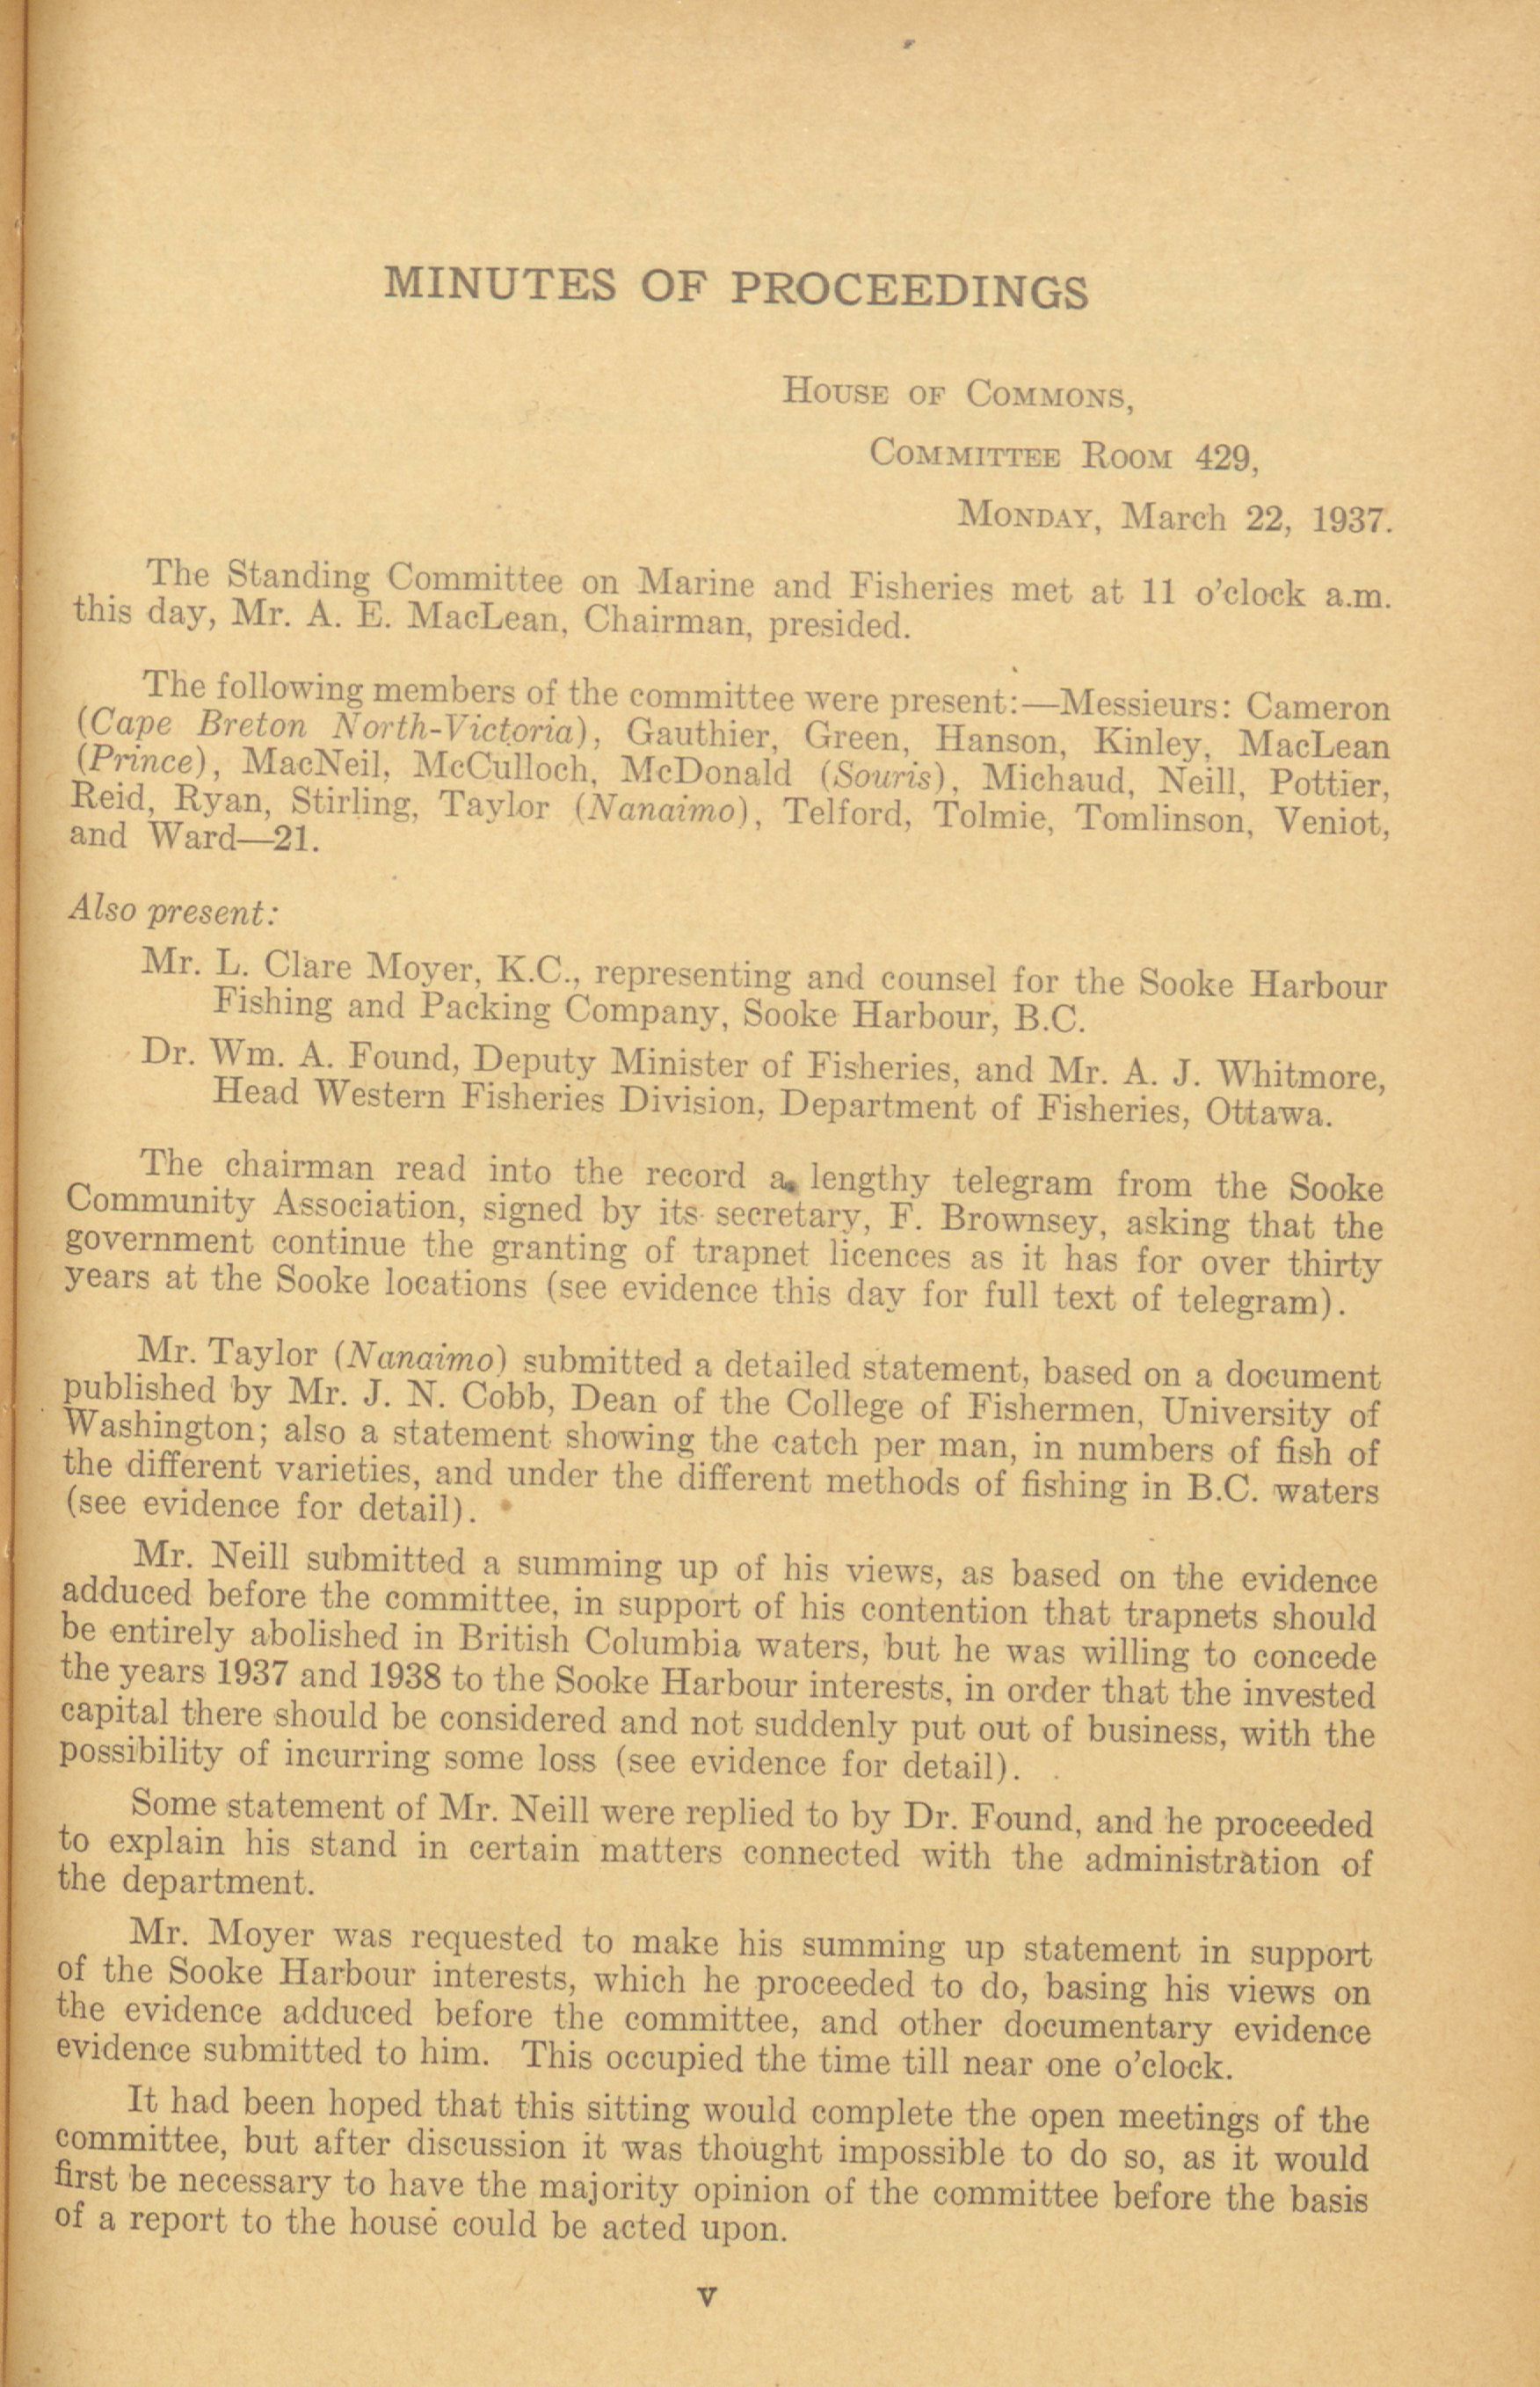 MINUTES OF PROCEEDINGS
House of Commons,
Committee Room 429,
Monday, March 22, 1937.
The Standing Committee on Marine and Fisheries met at 11 o'clock a.m.
this day, Mr. A. E. MacLean, Chairman, presided.
The following members of the committee were present:—Messieurs: Cameron
(Cape Breton North-Victoria), Gauthier, Green, Hanson, Kinley, MacLean
(Prince), MacNeil, McCulloch, McDonald (Souris), Michaud, Neill, Pottier,
Reid, Ryan, Stirling, Taylor (Nanaimo), Telford, Tolmie, Tomlinson, Veniot,
and Ward—21.
Also present:
Mr. L. Clare Moyer, K.C., representing and counsel for the Sooke Harbour
Fishing and Packing Company, Sooke Harbour, B.C.
Dr. Wm. A. Found, Deputy Minister of Fisheries, and Mr. A. J. Whitmore,
Head Western Fisheries Division, Department of Fisheries, Ottawa.
The chairman read into the record a lengthy telegram from the Sooke
Community Association, signed by its secretary, F. Brownsey, asking that the
government continue the granting of trapnet licences as it has for over thirty
years at the Sooke locations (see evidence this day for full text of telegram).
Mr. Taylor (Nanaimo) submitted a detailed statement, based on a document
published by Mr. J. N. Cobb, Dean of the College of Fishermen, University of
Washington; also a statement showing the catch per man, in numbers of fish of
the different varieties, and under the different methods of fishing in B.C. waters
(see evidence for detail).
Mr. Neill submitted a summing up of his views, as based on the evidence
adduced before the committee, in support of his contention that trapnets should
be entirely abolished in British Columbia waters, but he was willing to concede
the years 1937 and 1938 to the Sooke Harbour interests, in order that the invested
capital there should be considered and not suddenly put out of business, with the
possibility of incurring some loss (see evidence for detail).
Some statement of Mr. Neill were replied to by Dr. Found, and he proceeded
to explain his stand in certain matters connected with the administration of
the department.
Mr. Moyer was requested to make his summing up statement in support
of the Sooke Harbour interests, which he proceeded to do, basing his views on
the evidence adduced before the committee, and other documentary evidence
evidence submitted to him. This occupied the time till near one o'clock.
It had been hoped that this sitting would complete the open meetings of the
committee, but after discussion it was thought impossible to do so, as it would
first be necessary to have the majority opinion of the committee before the basis
of a report to the house could be acted upon.
v